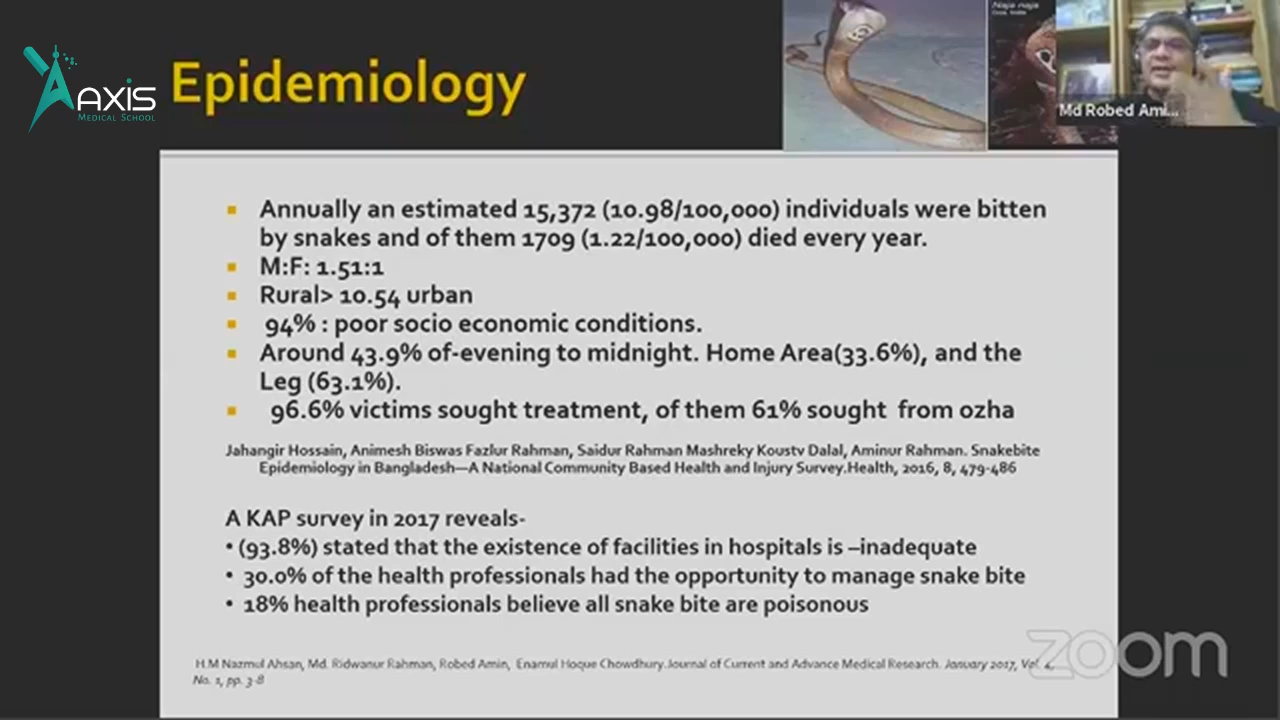 AXIS
MEDICAL SCHOOL
Epidemiology
Naja naja
Md Robed Ami...
▪ Annually an estimated 15,372 (10.98/100,000) individuals were bitten
by snakes and of them 1709 (1.22/100,000) died every year.
▪ M:F: 1.51:1
▪ Rural> 10.54 urban
▪ 94% : poor socio economic conditions.
▪ Around 43.9% of-evening to midnight. Home Area(33.6%), and the
Leg (63.1%).
▪ 96.6% victims sought treatment, of them 61% sought from ozha
Jahangir Hossain, Animesh Biswas Fazlur Rahman, Saidur Rahman Mashreky Koustv Dalal, Aminur Rahman. Snakebite
Epidemiology in Bangladesh—A National Community Based Health and Injury Survey.Health, 2016, 8, 479-486
A KAP survey in 2017 reveals-
• (93.8%) stated that the existence of facilities in hospitals is –inadequate
• 30.0% of the health professionals had the opportunity to manage snake bite
• 18% health professionals believe all snake bite are poisonous
zoom
H.M Nazmul Ahsan, Md. Ridwanur Rahman, Robed Amin, Enamul Hoque Chowdhury.Journal of Current and Advance Medical Research. January 2017, Vol. 4,
No. 1, pp. 3-8